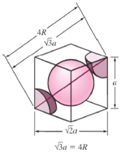 4R
√3a
a
√2a
√3a = 4R